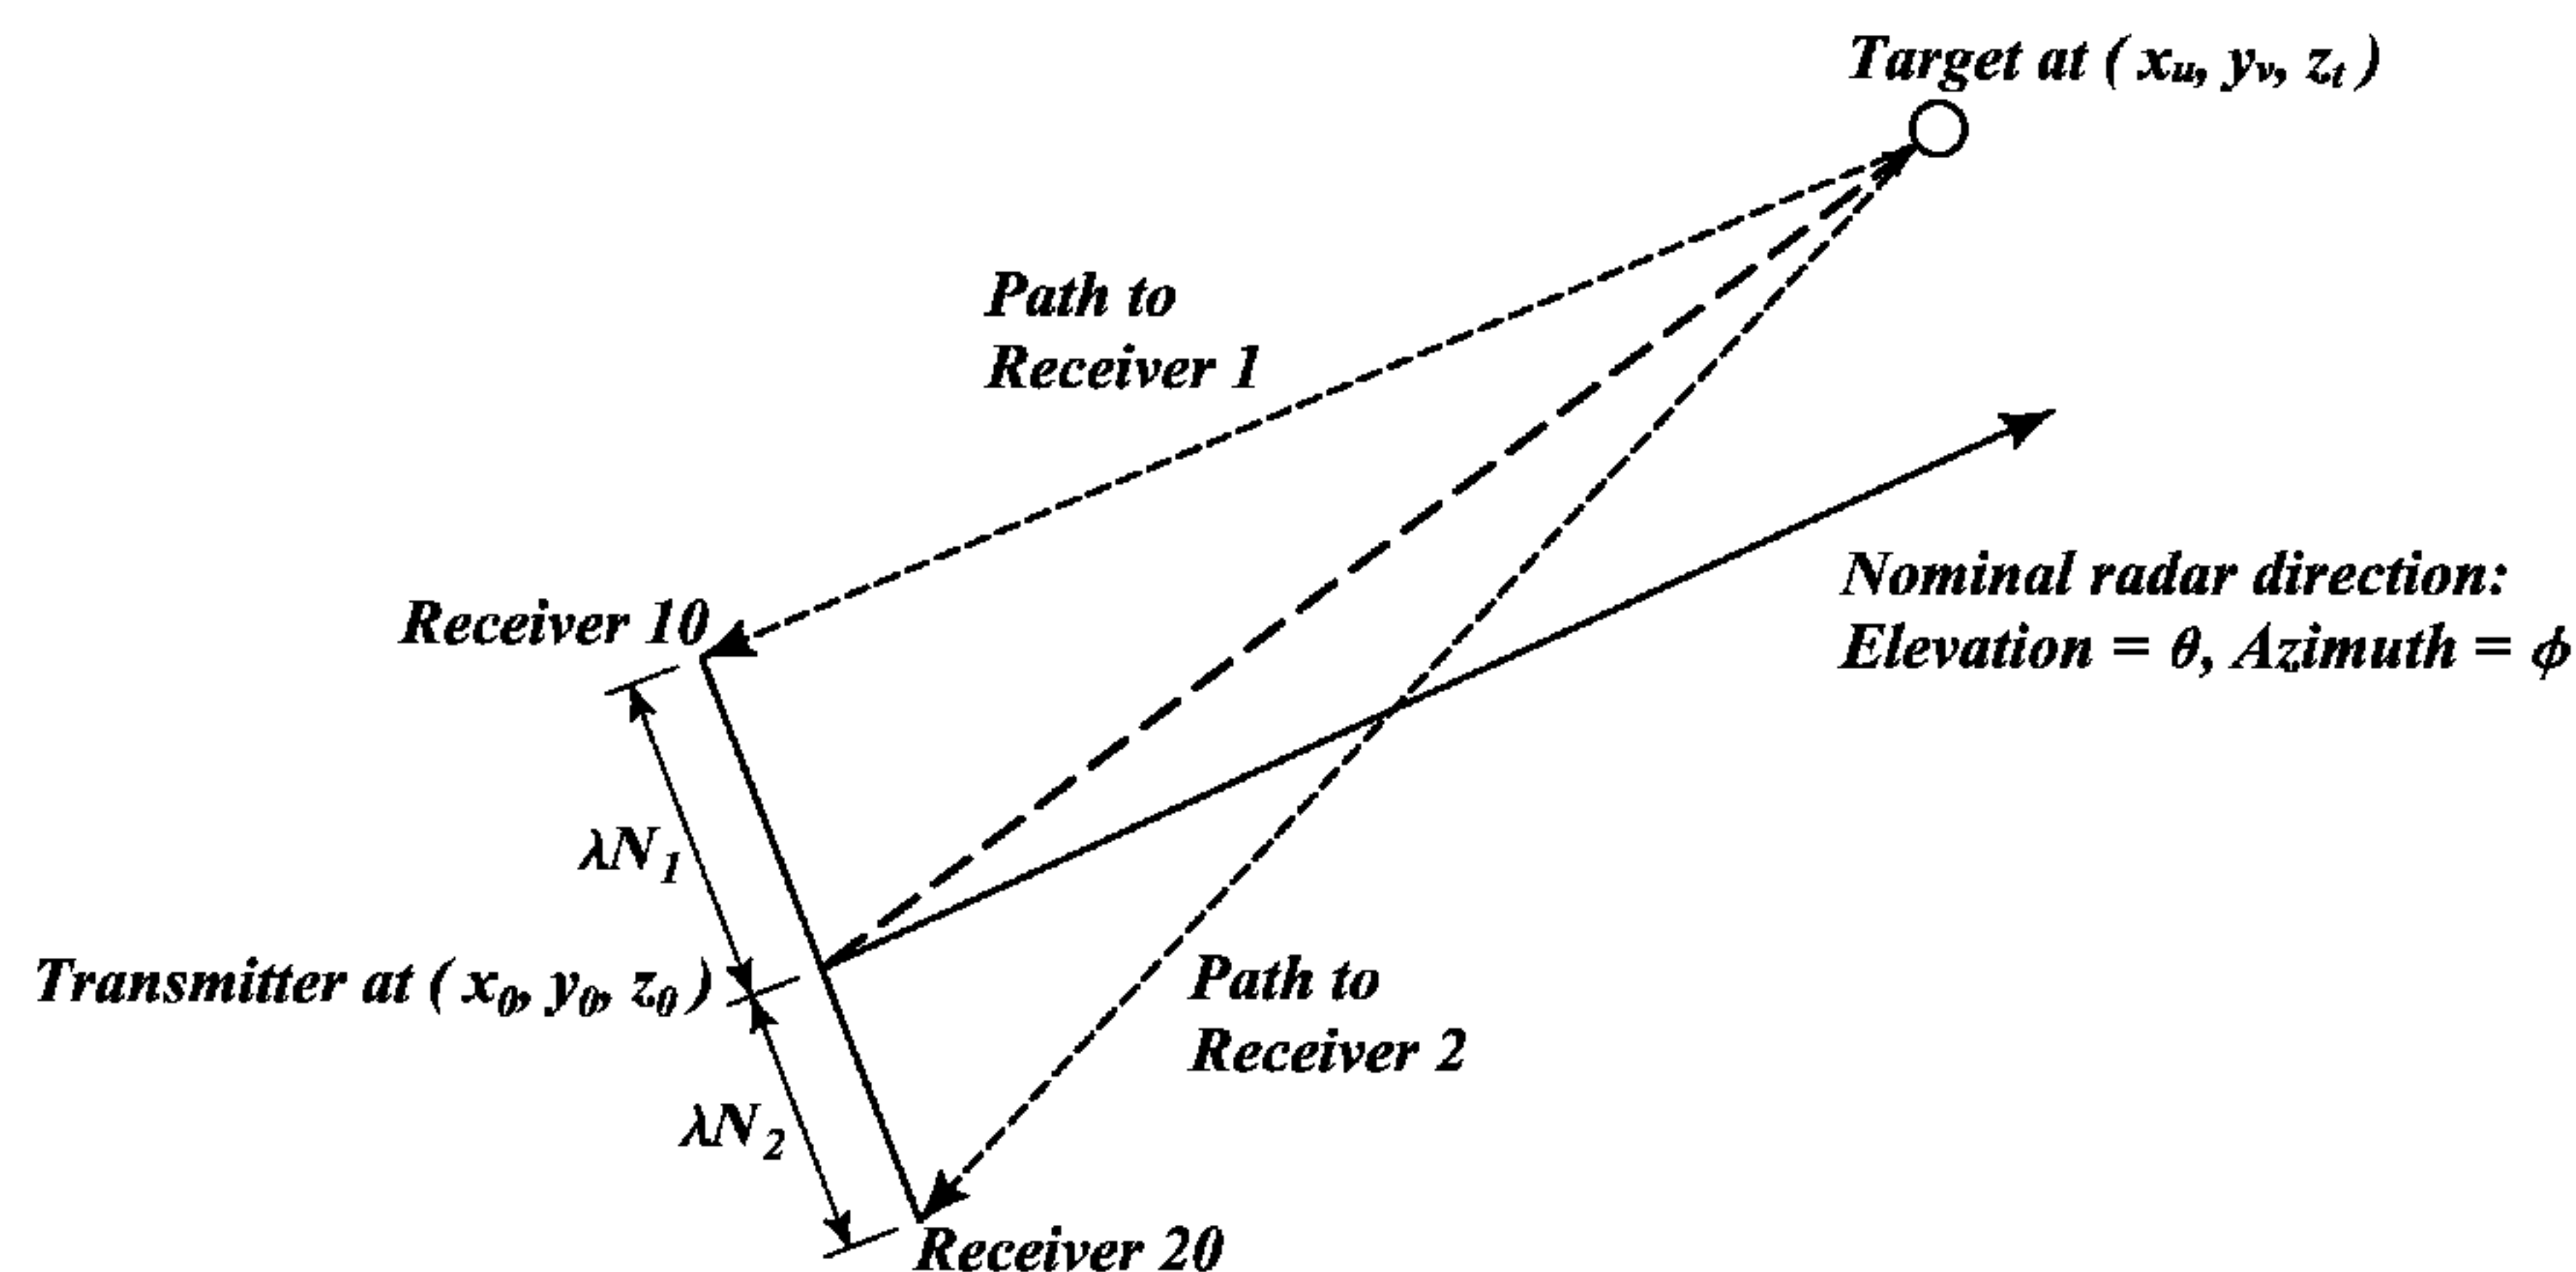 Target at ( xu, yv, zt )
Path to
Receiver 1
Nominal radar direction:
Elevation = θ, Azimuth = ϕ
Receiver 10
λN1
Transmitter at ( x0, y0, z0 )
Path to
Receiver 2
λN2
Receiver 20